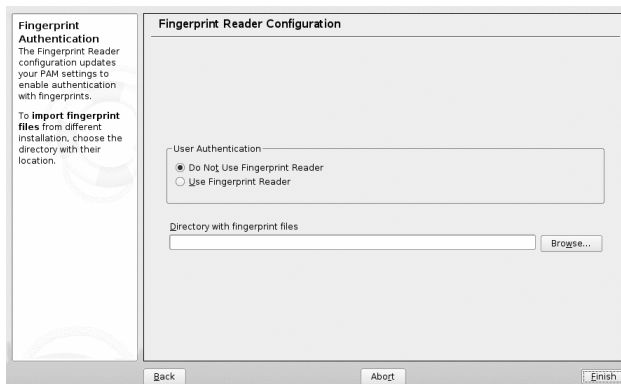 Fingerprint
Authentication
The Fingerprint Reader
configuration updates
your PAM settings to
enable authentication
with fingerprints.
To import fingerprint
files from different
installation, choose the
directory with their
location.
Fingerprint Reader Configuration
User Authentication
Do Not Use Fingerprint Reader
Use Fingerprint Reader
Directory with fingerprint files
Browse...
Back
Abort
Finish